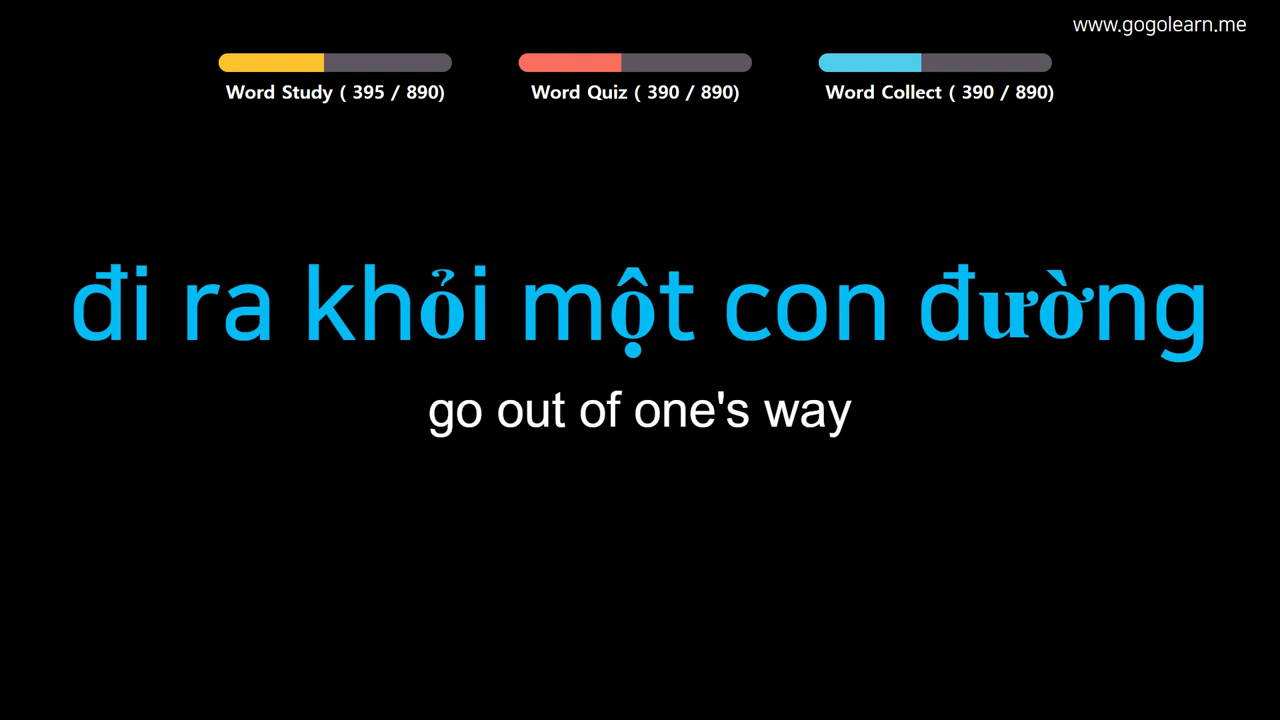 www.gogolearn.me
Word Study ( 395 / 890)
Word Quiz ( 390 / 890)
Word Collect ( 390 / 890)
đi ra khỏi một con đường
go out of one's way